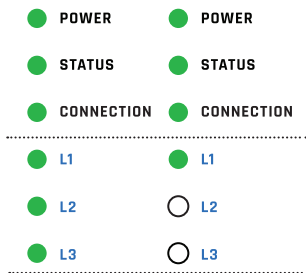 POWER POWER
STATUS STATUS
CONNECTION CONNECTION
L1 L1
L2 L2
L3 L3